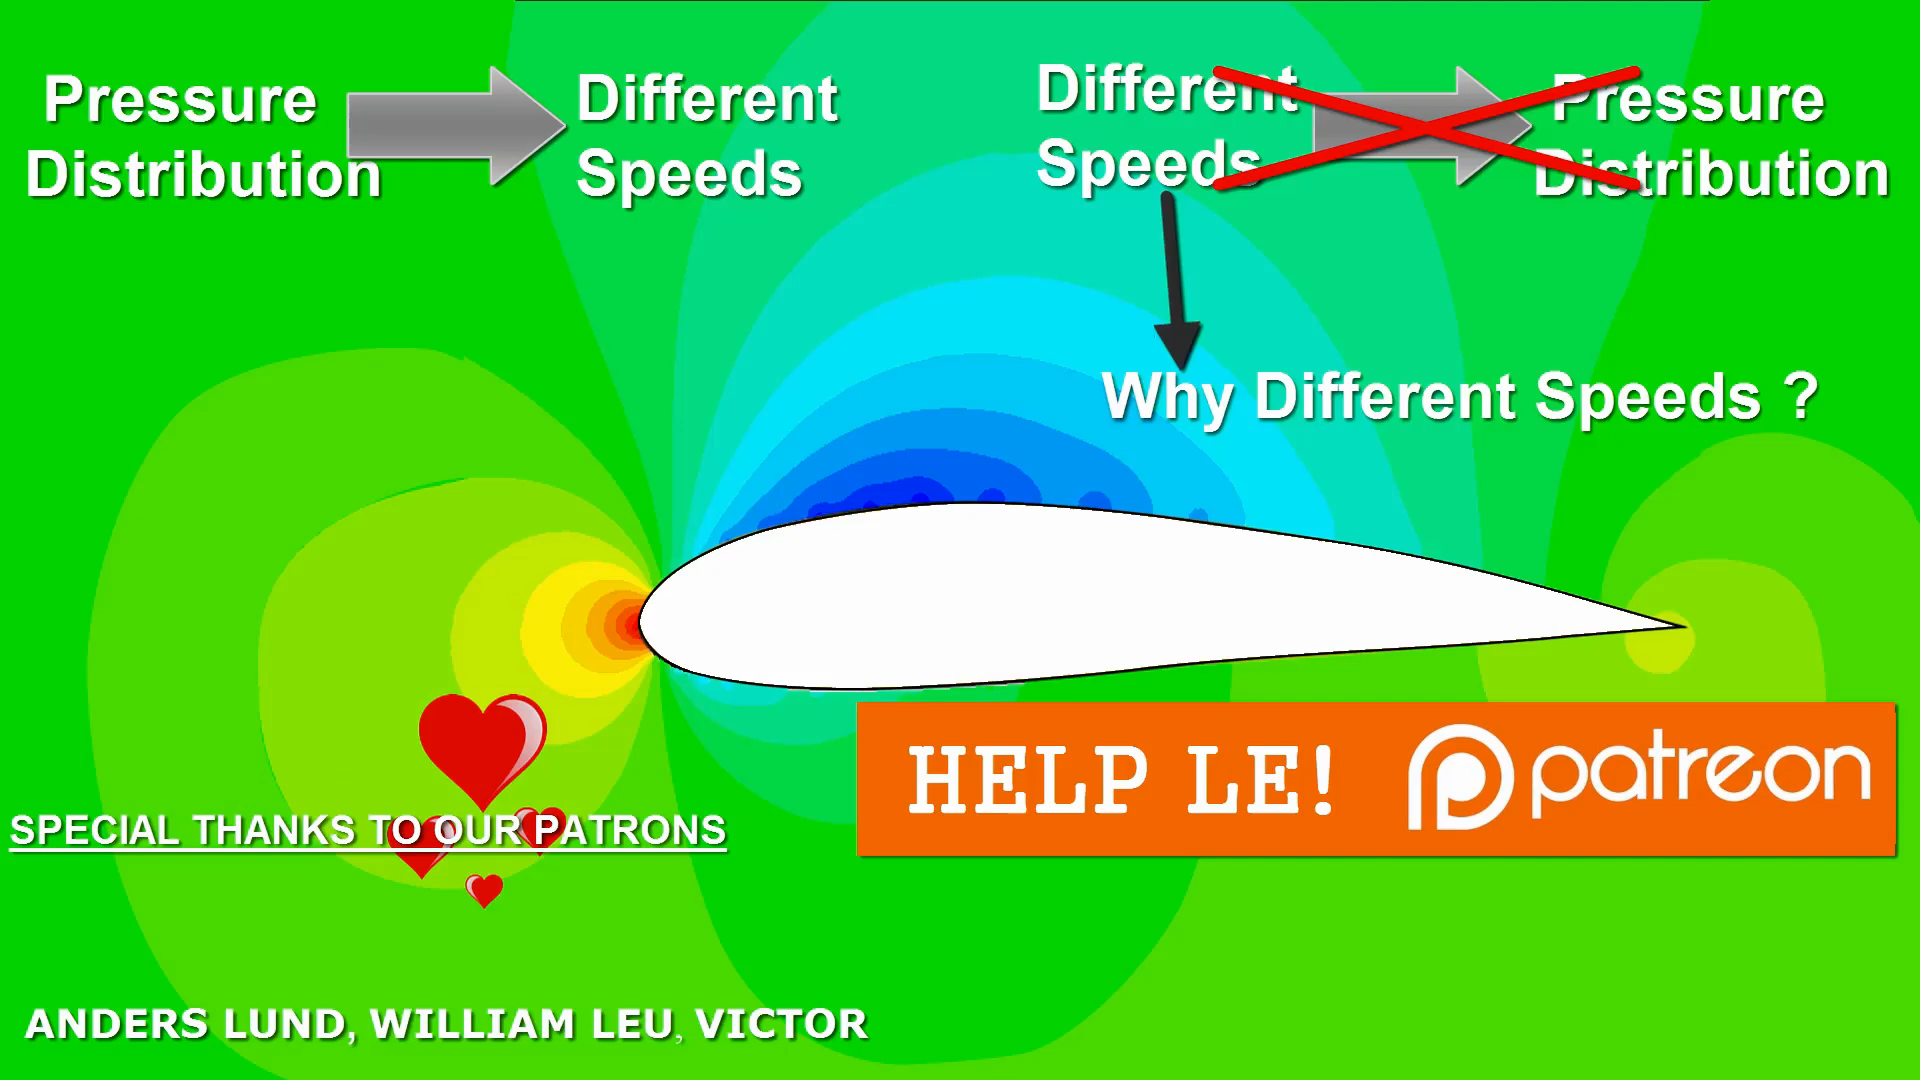 Pressure
Distribution
Different
Speeds
Different
Speeds
Pressure
Distribution
Why Different Speeds ?
HELP LE! patreon
SPECIAL THANKS TO OUR PATRONS
ANDERS LUND, WILLIAM LEU, VICTOR